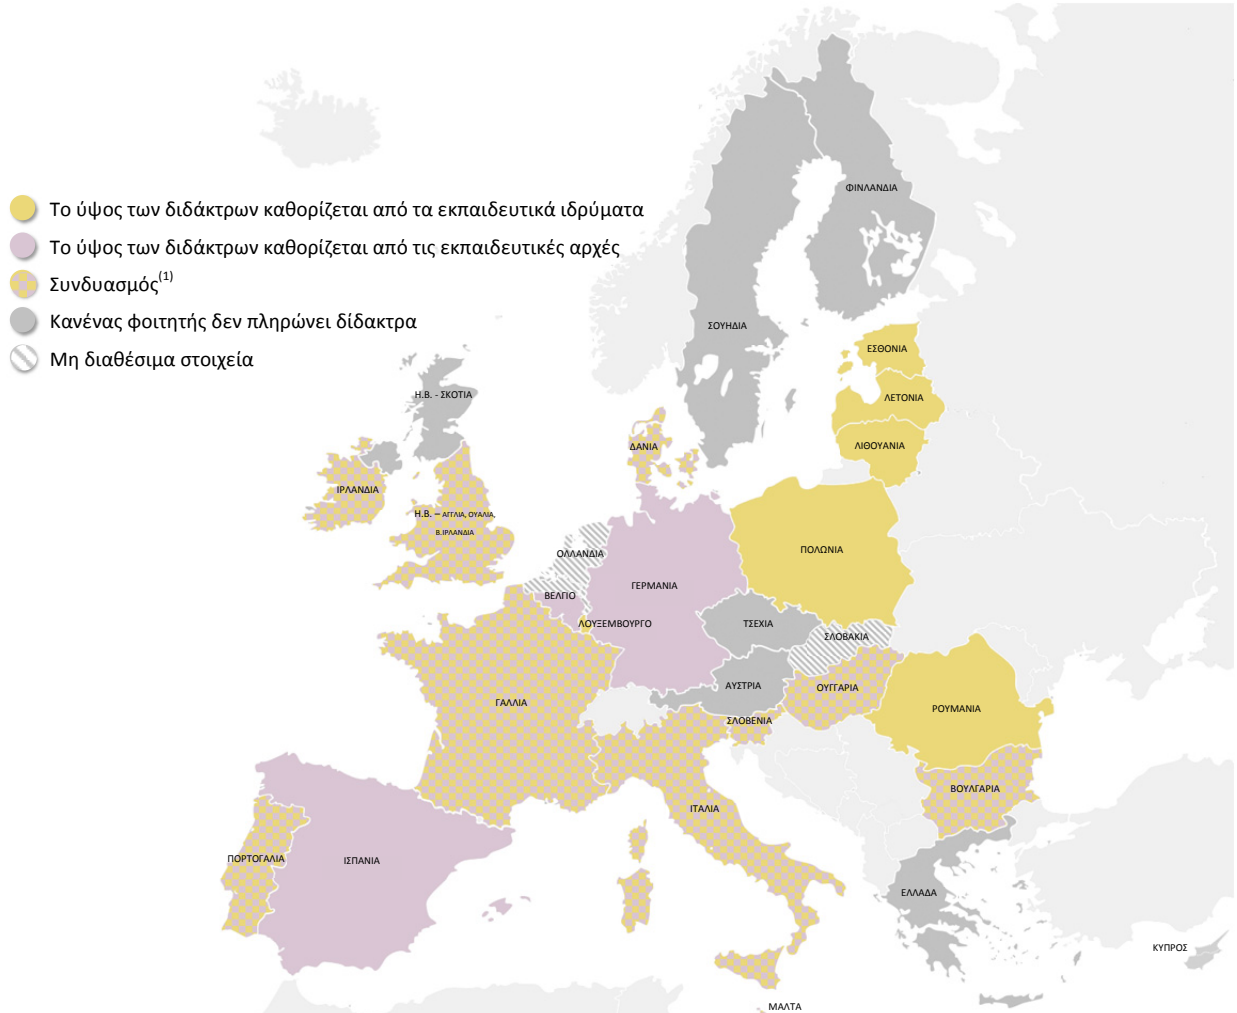 Το ύψος των διδάκτρων καθορίζεται από τα εκπαιδευτικά ιδρύματα
Το ύψος των διδάκτρων καθορίζεται από τις εκπαιδευτικές αρχές
Συνδυασμός(1)
Κανένας φοιτητής δεν πληρώνει δίδακτρα
Μη διαθέσιμα στοιχεία
ΦΙΝΛΑΝΔΙΑ
ΣΟΥΗΔΙΑ
ΕΣΘΟΝΙΑ
Η.Β. - ΣΚΟΤΙΑ
ΛΕΤΟΝΙΑ
ΔΑΝΙΑ
ΛΙΘΟΥΑΝΙΑ
ΙΡΛΑΝΔΙΑ
Η.Β. – ΑΓΓΛΙΑ, ΟΥΑΛΙΑ,
Β.ΙΡΛΑΝΔΙΑ
ΟΛΛΑΝΔΙΑ
ΠΟΛΩΝΙΑ
ΓΕΡΜΑΝΙΑ
ΒΕΛΓΙΟ
ΛΟΥΞΕΜΒΟΥΡΓΟ
ΤΣΕΧΙΑ
ΣΛΟΒΑΚΙΑ
ΑΥΣΤΡΙΑ
ΟΥΓΓΑΡΙΑ
ΓΑΛΛΙΑ
ΡΟΥΜΑΝΙΑ
ΣΛΟΒΕΝΙΑ
ΒΟΥΛΓΑΡΙΑ
ΙΤΑΛΙΑ
ΠΟΡΤΟΓΑΛΙΑ
ΙΣΠΑΝΙΑ
ΕΛΛΑΔΑ
ΚΥΠΡΟΣ
ΜΑΛΤΑ